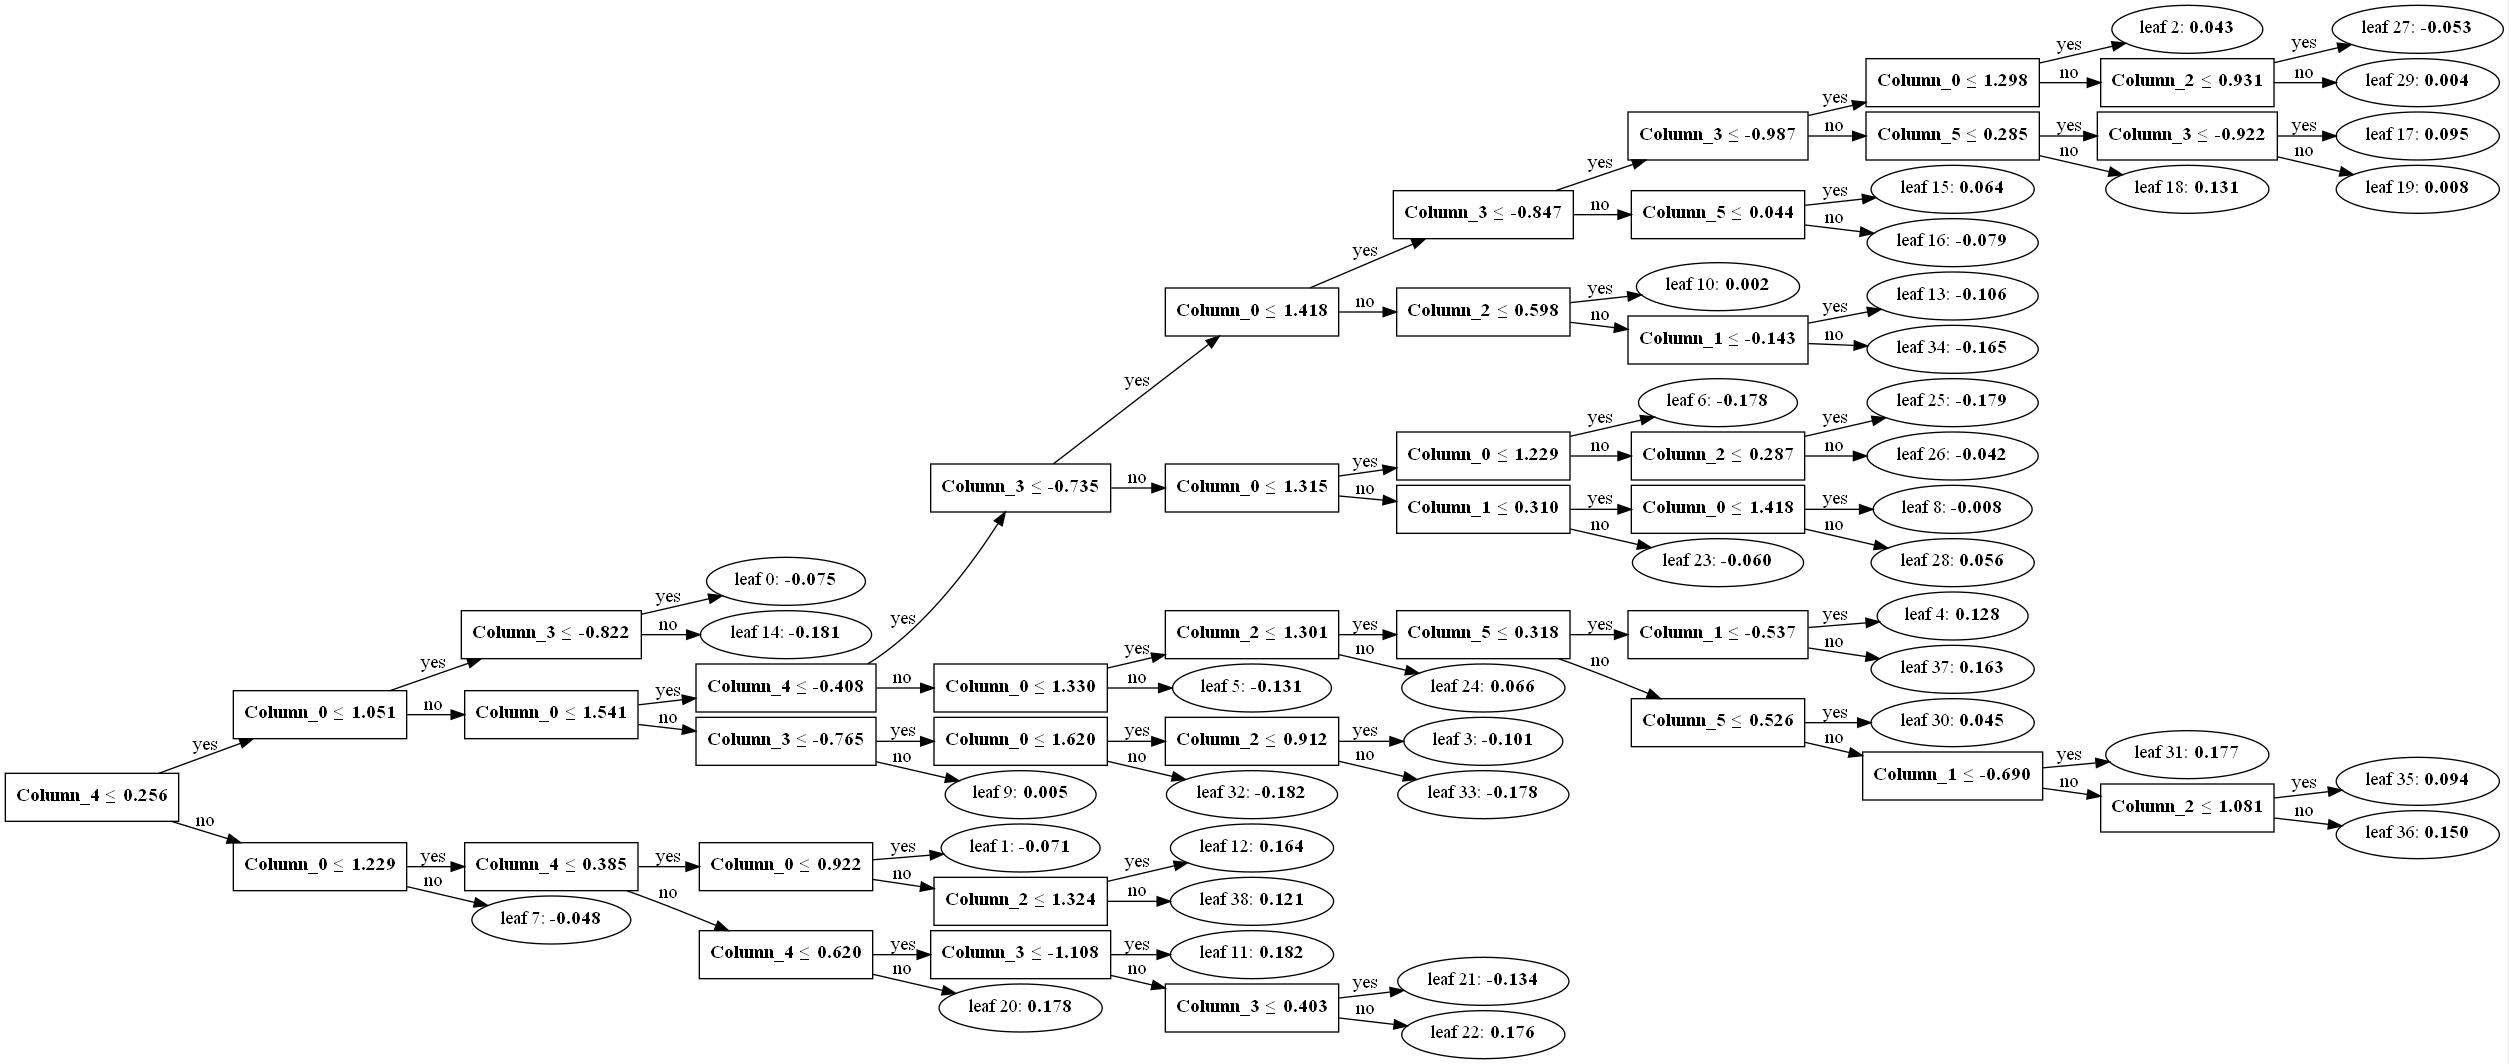 leaf 2: 0.043
leaf 27: -0.053
yes
yes
Column_0 ≤ 1.298
no
Column_2 ≤ 0.931
no
leaf 29: 0.004
yes
Column_3 ≤ -0.987
no
Column_5 ≤ 0.285
yes
Column_3 ≤ -0.922
yes
leaf 17: 0.095
yes
no
no
leaf 15: 0.064
leaf 18: 0.131
leaf 19: 0.008
yes
Column_3 ≤ -0.847
no
Column_5 ≤ 0.044
no
leaf 16: -0.079
yes
leaf 10: 0.002
leaf 13: -0.106
yes
yes
Column_0 ≤ 1.418
no
Column_2 ≤ 0.598
no
Column_1 ≤ -0.143
no
leaf 34: -0.165
yes
leaf 6: -0.178
leaf 25: -0.179
yes
yes
Column_0 ≤ 1.229
no
Column_2 ≤ 0.287
no
leaf 26: -0.042
yes
Column_3 ≤ -0.735
no
Column_0 ≤ 1.315
no
Column_1 ≤ 0.310
yes
Column_0 ≤ 1.418
yes
leaf 8: -0.008
no
no
leaf 23: -0.060
leaf 28: 0.056
leaf 0: -0.075
yes
yes
leaf 4: 0.128
Column_3 ≤ -0.822
no
leaf 14: -0.181
Column_2 ≤ 1.301
yes
Column_5 ≤ 0.318
yes
Column_1 ≤ -0.537
yes
no
yes
yes
no
no
leaf 37: 0.163
yes
Column_4 ≤ -0.408
no
Column_0 ≤ 1.330
no
leaf 5: -0.131
leaf 24: 0.066
Column_0 ≤ 1.051
no
Column_0 ≤ 1.541
no
Column_5 ≤ 0.526
yes
leaf 30: 0.045
yes
Column_3 ≤ -0.765
yes
Column_0 ≤ 1.620
yes
Column_2 ≤ 0.912
yes
leaf 3: -0.101
no
leaf 31: 0.177
no
no
no
yes
Column_1 ≤ -0.690
leaf 35: 0.094
yes
no
Column_4 ≤ 0.256
leaf 9: 0.005
leaf 32: -0.182
leaf 33: -0.178
Column_2 ≤ 1.081
no
leaf 36: 0.150
no
leaf 1: -0.071
leaf 12: 0.164
yes
yes
Column_0 ≤ 1.229
yes
Column_4 ≤ 0.385
yes
Column_0 ≤ 0.922
no
no
no
Column_2 ≤ 1.324
no
leaf 38: 0.121
leaf 7: -0.048
Column_4 ≤ 0.620
yes
Column_3 ≤ -1.108
yes
leaf 11: 0.182
no
no
yes
leaf 21: -0.134
leaf 20: 0.178
Column_3 ≤ 0.403
no
leaf 22: 0.176